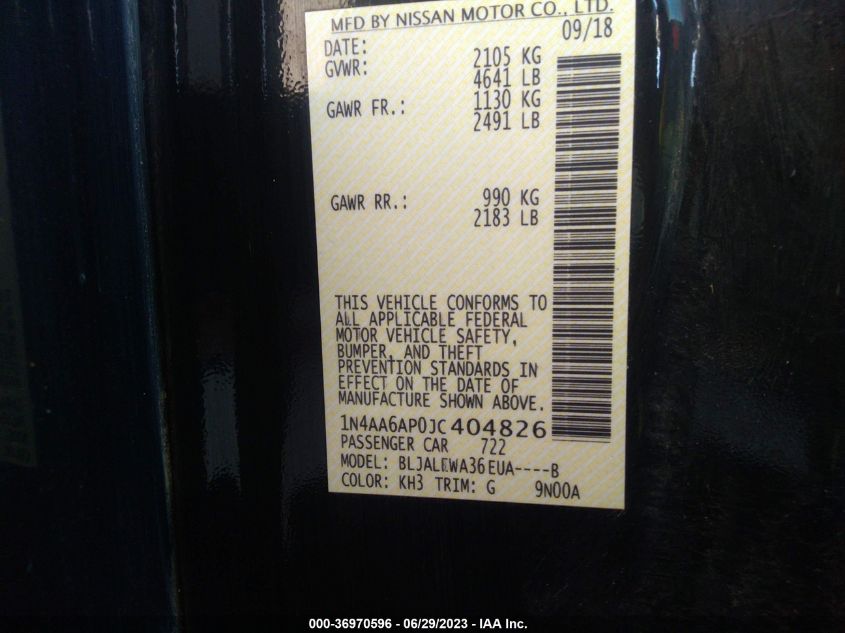 MFD BY NISSAN MOTOR CO., LTD.
DATE: 09/18
GVWR: 2105 KG
4641 LB
GAWR FR.: 1130 KG
2491 LB
GAWR RR.: 990 KG
2183 LB
THIS VEHICLE CONFORMS TO
ALL APPLICABLE FEDERAL
MOTOR VEHICLE SAFETY,
BUMPER, AND THEFT
PREVENTION STANDARDS IN
EFFECT ON THE DATE OF
MANUFACTURE SHOWN ABOVE.
1N4AA6AP0JC404826
PASSENGER CAR 722
MODEL: EUA----B
COLOR: KH3 TRIM: G 9N00A
000-36970596 - 06/29/2023 - IAA Inc.